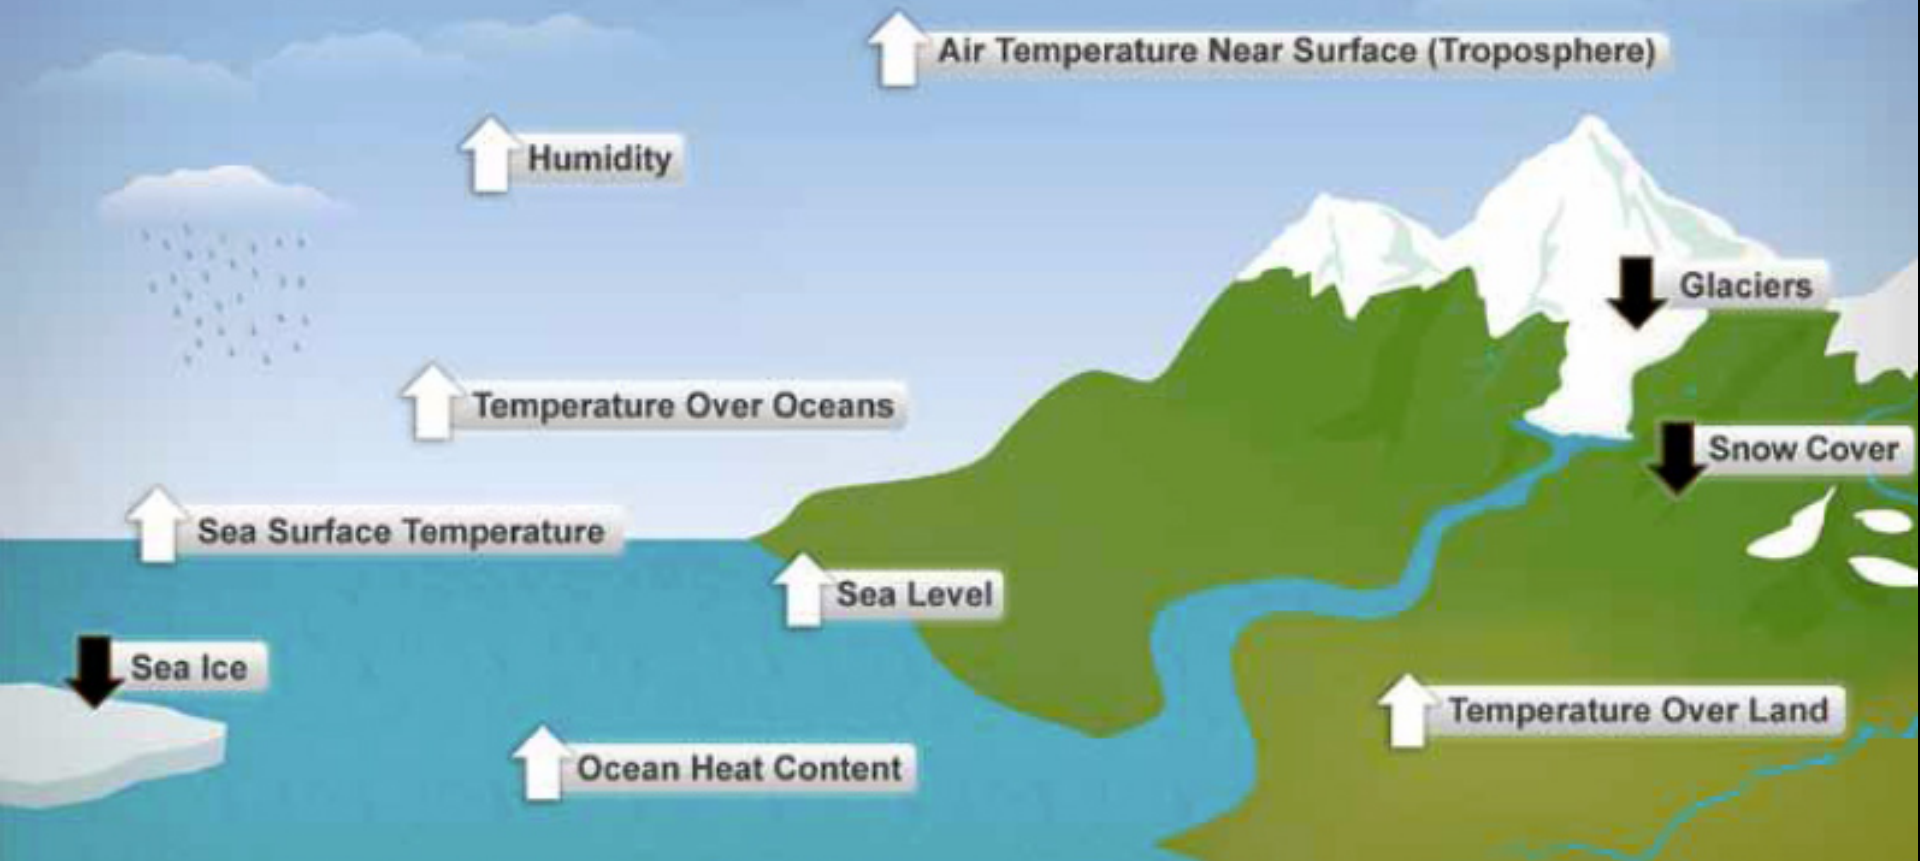 Air Temperature Near Surface (Troposphere)
Humidity
Glaciers
Temperature Over Oceans
Snow Cover
Sea Surface Temperature
Sea Level
Sea Ice
Temperature Over Land
Ocean Heat Content